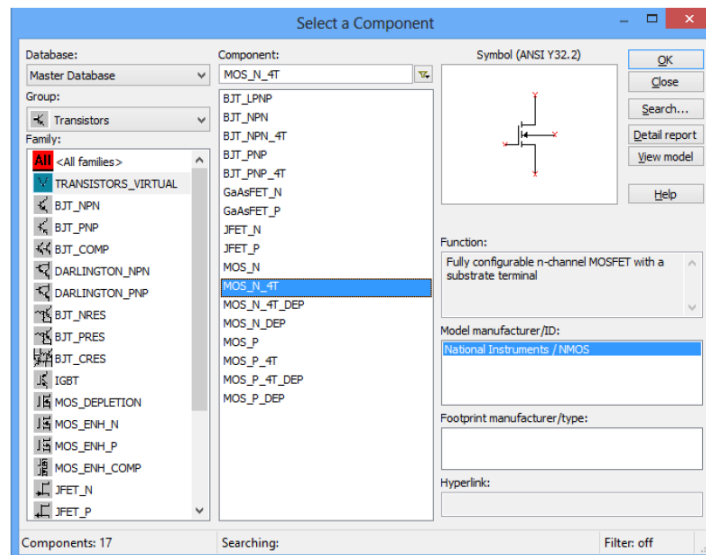 Select a Component
Database:
Master Database
Group:
Transistors
Family:
All <All families>
TRANSISTORS_VIRTUAL
BJT_NPN
BJT_PNP
BJT_COMP
DARLINGTON_NPN
DARLINGTON_PNP
BJT_NRES
BJT_PRES
BJT_CRES
IGBT
MOS_DEPLETION
MOS_ENH_N
MOS_ENH_P
MOS_ENH_COMP
JFET_N
JFET_P
Component:
MOS_N_4T
BJT_LPNP
BJT_NPN
BJT_NPN_4T
BJT_PNP
BJT_PNP_4T
GaAsFET_N
GaAsFET_P
JFET_N
JFET_P
MOS_N
MOS_N_4T
MOS_N_4T_DEP
MOS_N_DEP
MOS_P
MOS_P_4T
MOS_P_4T_DEP
MOS_P_DEP
Symbol (ANSI Y32.2)
Function:
Fully configurable n-channel MOSFET with a
substrate terminal
Model manufacturer/ID:
National Instruments / NMOS
Footprint manufacturer/type:
Hyperlink:
OK
Close
Search...
Detail report
View model
Help
Components: 17
Searching:
Filter: off